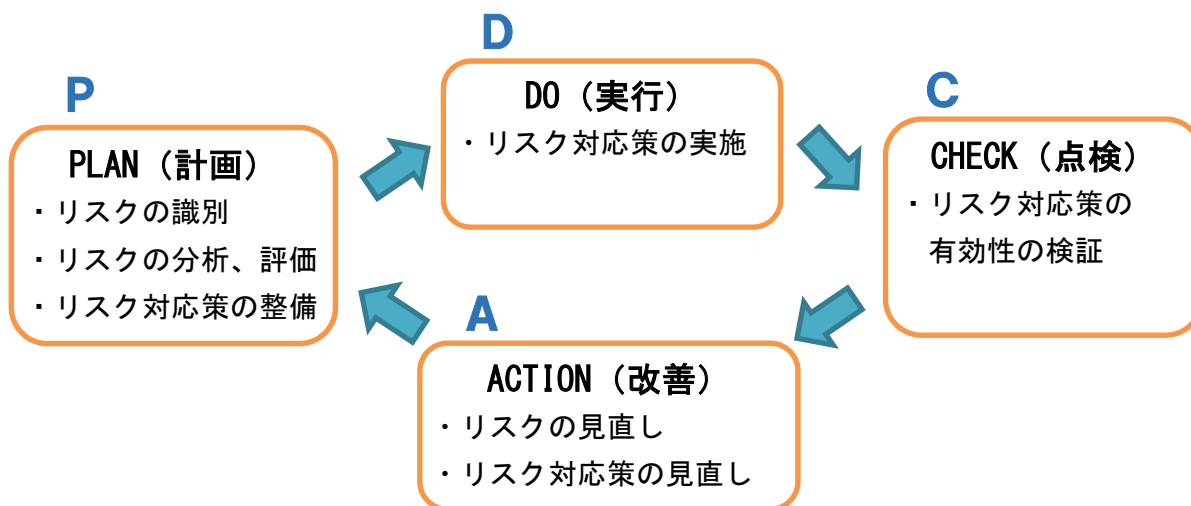 P
PLAN（計画）
・リスクの識別
・リスクの分析、評価
・リスク対応策の整備
D
DO（実行）
・リスク対応策の実施
C
CHECK（点検）
・リスク対応策の
有効性の検証
A
ACTION（改善）
・リスクの見直し
・リスク対応策の見直し